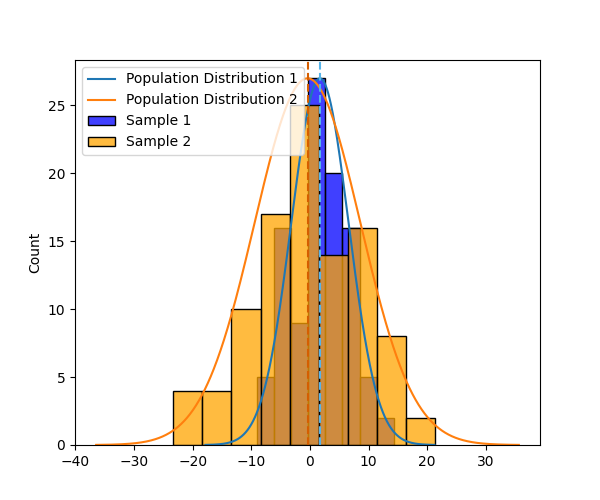 Population Distribution 1
Population Distribution 2
Sample 1
Sample 2
Count
25
20
15
10
5
0
−40 −30 −20 −10 0 10 20 30